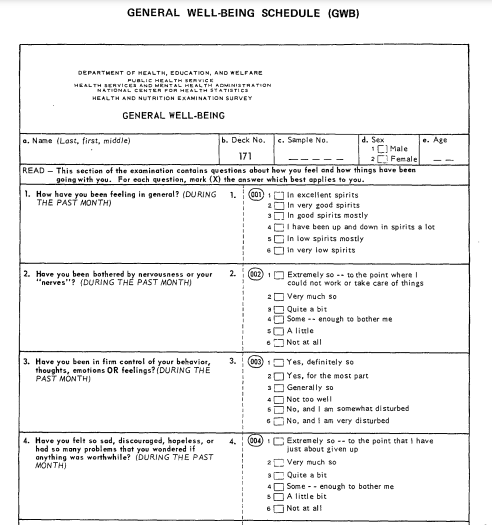 GENERAL WELL-BEING SCHEDULE (GWB)
DEPARTMENT OF HEALTH, EDUCATION, AND WELFARE
PUBLIC HEALTH SERVICE
HEALTH SERVICES AND MENTAL HEALTH ADMINISTRATION
NATIONAL CENTER FOR HEALTH STATISTICS
HEALTH AND NUTRITION EXAMINATION SURVEY
GENERAL WELL-BEING
a. Name (Last, first, middle)
b. Deck No.
171
c. Sample No.
_ _ _ _ _
d. Sex
1 Male
2 Female
e. Age
_ _
READ — This section of the examination contains questions about how you feel and how things have been
going with you. For each question, mark (X) the answer which best applies to you.
1. How have you been feeling in general? (DURING
THE PAST MONTH)
1. 001 1 In excellent spirits
2 In very good spirits
3 In good spirits mostly
4 I have been up and down in spirits a lot
5 In low spirits mostly
6 In very low spirits
2. Have you been bothered by nervousness or your
"nerves"? (DURING THE PAST MONTH)
2. 002 1 Extremely so -- to the point where I
could not work or take care of things
2 Very much so
3 Quite a bit
4 Some -- enough to bother me
5 A little
6 Not at all
3. Have you been in firm control of your behavior,
thoughts, emotions OR feelings? (DURING THE
PAST MONTH)
3. 003 1 Yes, definitely so
2 Yes, for the most part
3 Generally so
4 Not too well
5 No, and I am somewhat disturbed
6 No, and I am very disturbed
4. Have you felt so sad, discouraged, hopeless, or
had so many problems that you wondered if
anything was worthwhile? (DURING THE PAST
MONTH)
4. 004 1 Extremely so -- to the point that I have
just about given up
2 Very much so
3 Quite a bit
4 Some -- enough to bother me
5 A little bit
6 Not at all